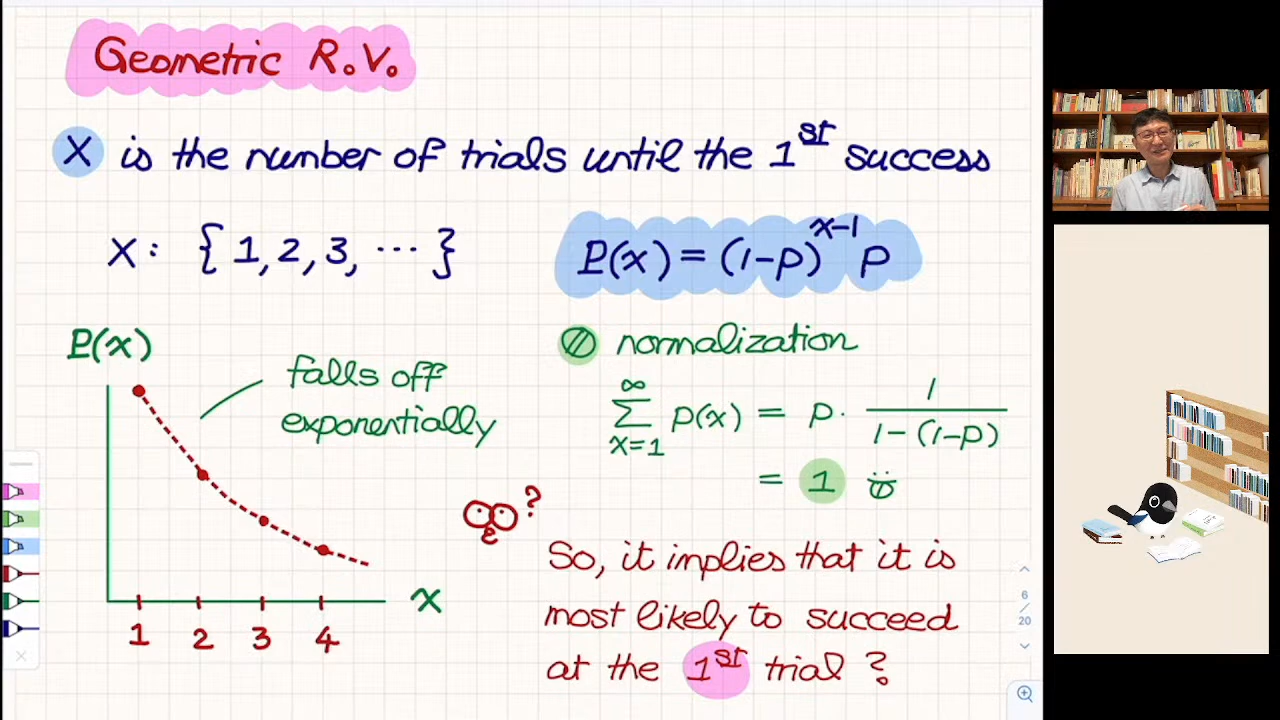 Geometric R.V.
X is the number of trials until the 1st success
X: { 1, 2, 3, ⋯ }
P(x) = (1-p)^{x-1} p
P(x)
falls off
exponentially
1 2 3 4
x
normalization
∞
∑ p(x) = p · 1 / (1-(1-p))
x=1
= 1
?
So, it implies that it is
most likely to succeed
at the 1st trial ?
6
/
20